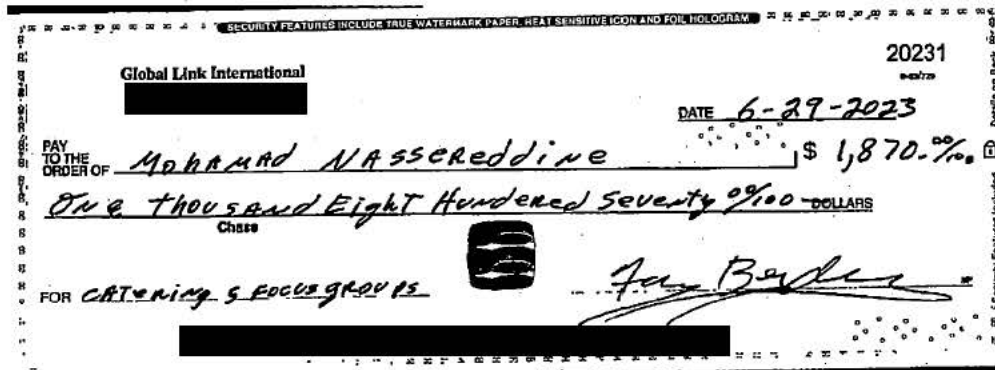 SECURITY FEATURES INCLUDE TRUE WATERMARK PAPER, HEAT SENSITIVE ICON AND FOIL HOLOGRAM
20231
Global Link International
DATE 6-29-2023
PAY TO THE ORDER OF Mohamad Nassereddine $ 1,870.00/100
One thousand Eight Hundered Seventy 00/100 DOLLARS
Chase
FOR CATering 5 Focus groups